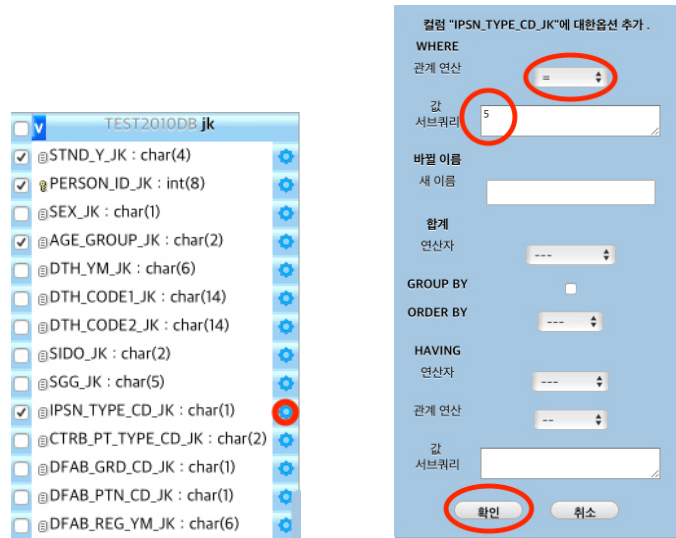 V TEST2010DB jk
STND_Y_JK : char(4)
PERSON_ID_JK : int(8)
SEX_JK : char(1)
AGE_GROUP_JK : char(2)
DTH_YM_JK : char(6)
DTH_CODE1_JK : char(14)
DTH_CODE2_JK : char(14)
SIDO_JK : char(2)
SGG_JK : char(5)
IPSN_TYPE_CD_JK : char(1)
CTRB_PT_TYPE_CD_JK : char(2)
DFAB_GRD_CD_JK : char(1)
DFAB_PTN_CD_JK : char(1)
DFAB_REG_YM_JK : char(6)
컬럼 "IPSN_TYPE_CD_JK"에 대한옵션 추가 .
WHERE
관계 연산 =
값
서브쿼리 5
바뀔 이름
새 이름
합계
연산자 ---
GROUP BY
ORDER BY ---
HAVING
연산자 ---
관계 연산 --
값
서브쿼리
확인 취소